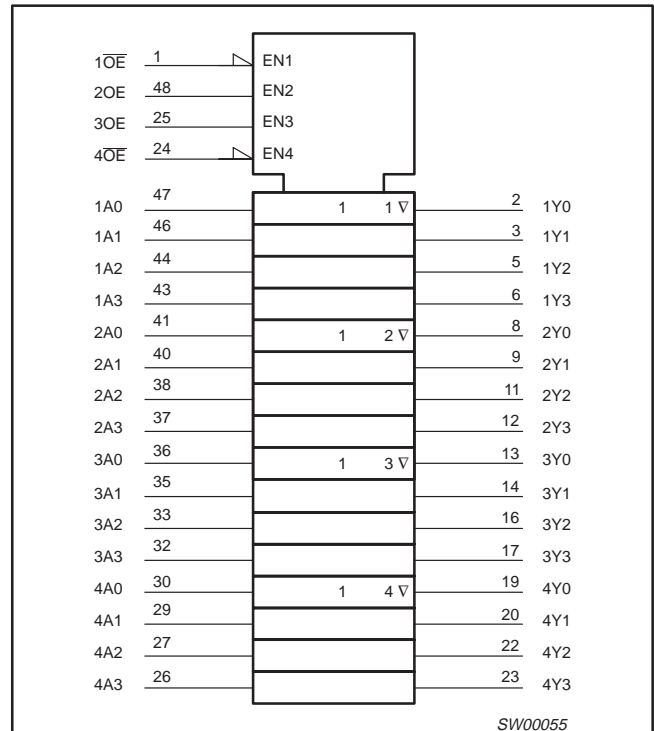 1O̅E̅ 1 EN1
2OE 48 EN2
3OE 25 EN3
4O̅E̅ 24 EN4
1A0 47 1 1 ∇ 2 1Y0
1A1 46 3 1Y1
1A2 44 5 1Y2
1A3 43 6 1Y3
2A0 41 1 2 ∇ 8 2Y0
2A1 40 9 2Y1
2A2 38 11 2Y2
2A3 37 12 2Y3
3A0 36 1 3 ∇ 13 3Y0
3A1 35 14 3Y1
3A2 33 16 3Y2
3A3 32 17 3Y3
4A0 30 1 4 ∇ 19 4Y0
4A1 29 20 4Y1
4A2 27 22 4Y2
4A3 26 23 4Y3
SW00055